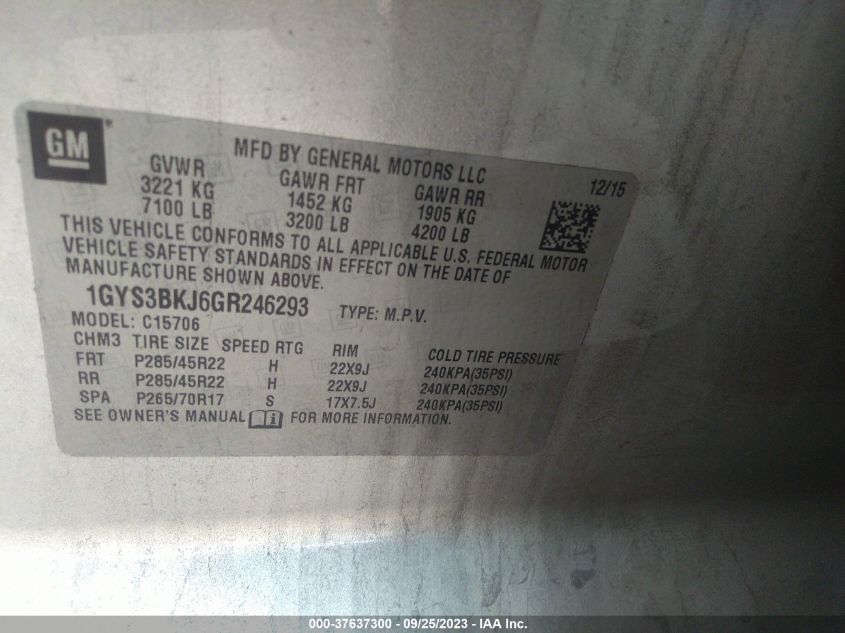 GM
MFD BY GENERAL MOTORS LLC
GVWR GAWR FRT GAWR RR 12/15
3221 KG 1452 KG 1905 KG
7100 LB 3200 LB 4200 LB
THIS VEHICLE CONFORMS TO ALL APPLICABLE U.S. FEDERAL MOTOR
VEHICLE SAFETY STANDARDS IN EFFECT ON THE DATE OF
MANUFACTURE SHOWN ABOVE.
1GYS3BKJ6GR246293 TYPE: M.P.V.
MODEL: C15706
CHM3 TIRE SIZE SPEED RTG RIM COLD TIRE PRESSURE
FRT P285/45R22 H 22X9J 240KPA(35PSI)
RR P285/45R22 H 22X9J 240KPA(35PSI)
SPA P265/70R17 S 17X7.5J 240KPA(35PSI)
SEE OWNER'S MANUAL i FOR MORE INFORMATION.
000-37637300 - 09/25/2023 - IAA Inc.